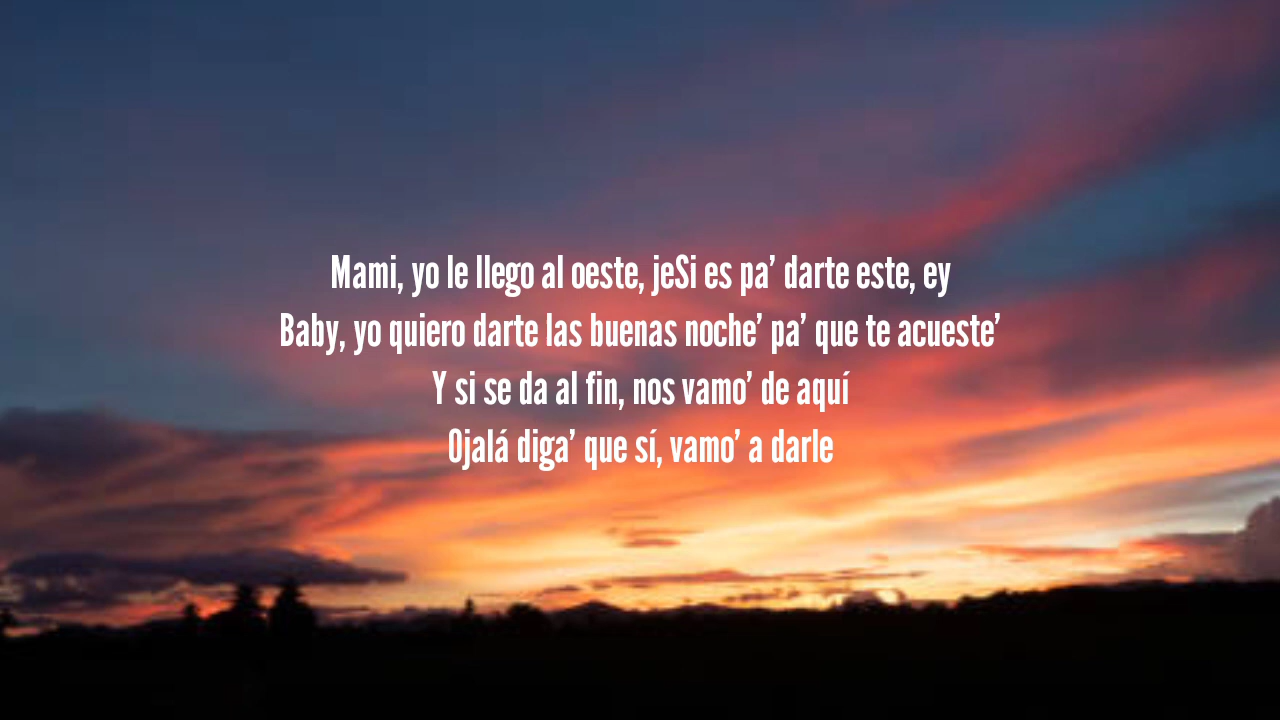 Mami, yo le llego al oeste, jeSi es pa’ darte este, ey
Baby, yo quiero darte las buenas noche’ pa’ que te acueste’
Y si se da al fin, nos vamo’ de aquí
Ojalá diga’ que sí, vamo’ a darle